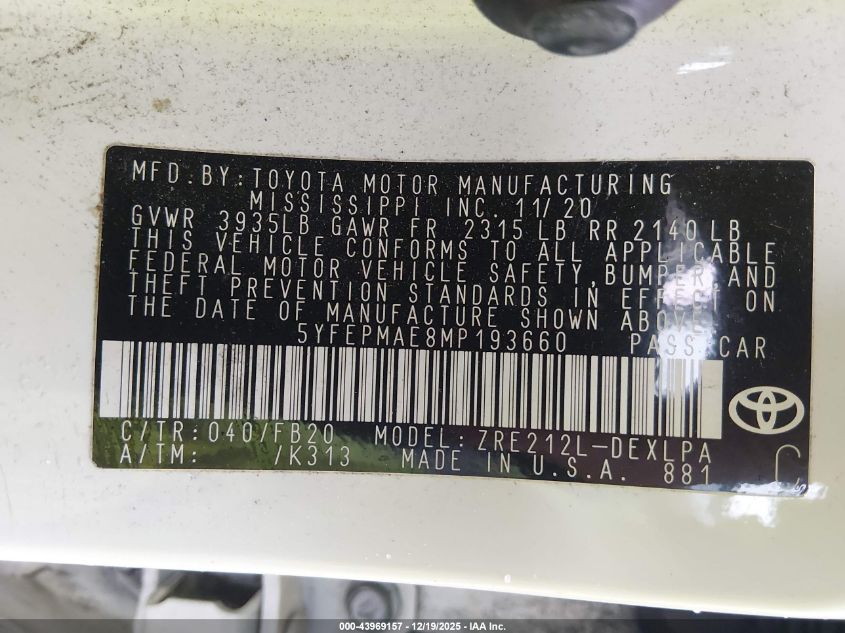 MFD.BY:TOYOTA MOTOR MANUFACTURING
MISSISSIPPI INC. 11/20
GVWR 3935LB GAWR FR 2315LB RR 2140LB
THIS VEHICLE CONFORMS TO ALL APPLICABLE
FEDERAL MOTOR VEHICLE SAFETY,BUMPER,AND
THEFT PREVENTION STANDARDS IN EFFECT ON
THE DATE OF MANUFACTURE SHOWN ABOVE.
5YFEPMAE8MP193660 PASS.CAR
C/TR:040/FB20 MODEL:ZRE212L-DEXLPA
A/TM: /K313 MADE IN U.S.A. 881
000-43969157 - 12/19/2025 - IAA Inc.